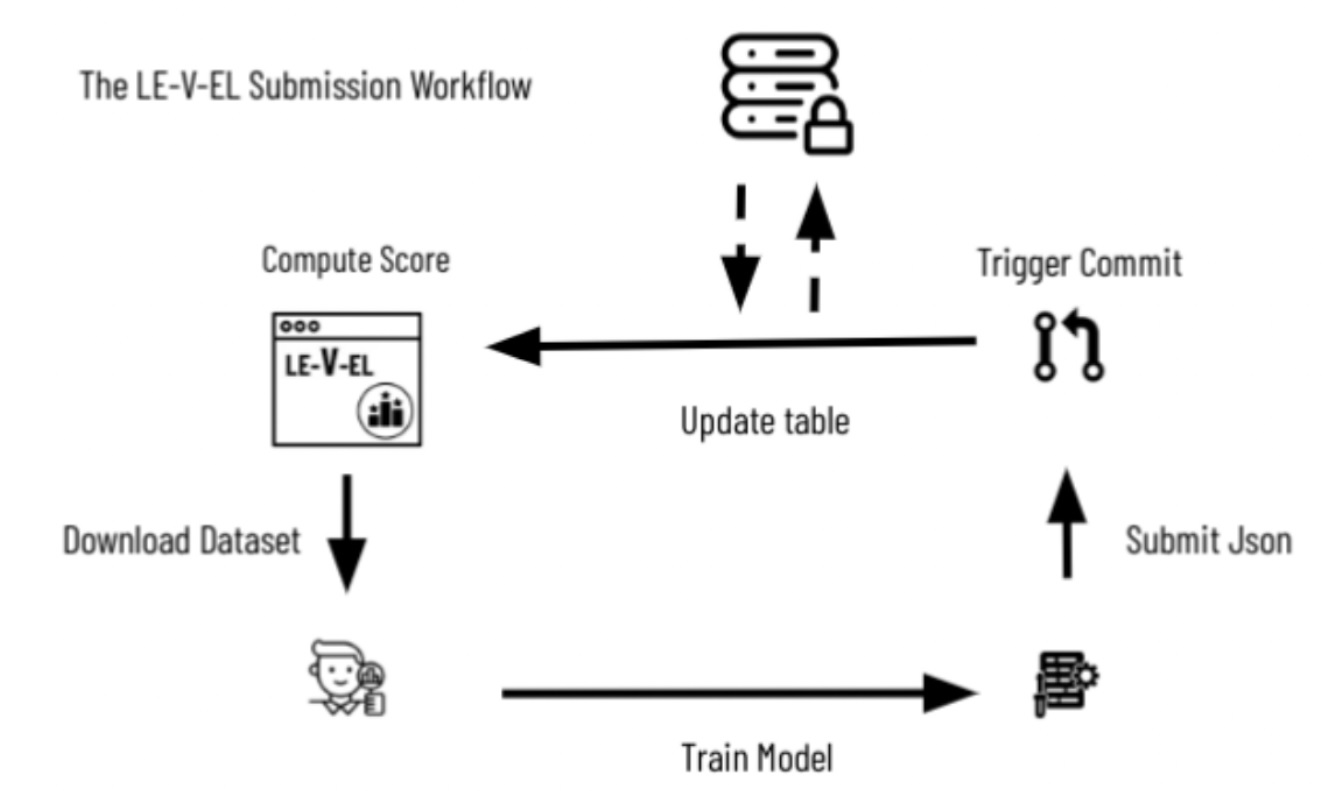 The LE-V-EL Submission Workflow
Compute Score
Trigger Commit
LE-V-EL
Update table
Download Dataset
Submit Json
Train Model